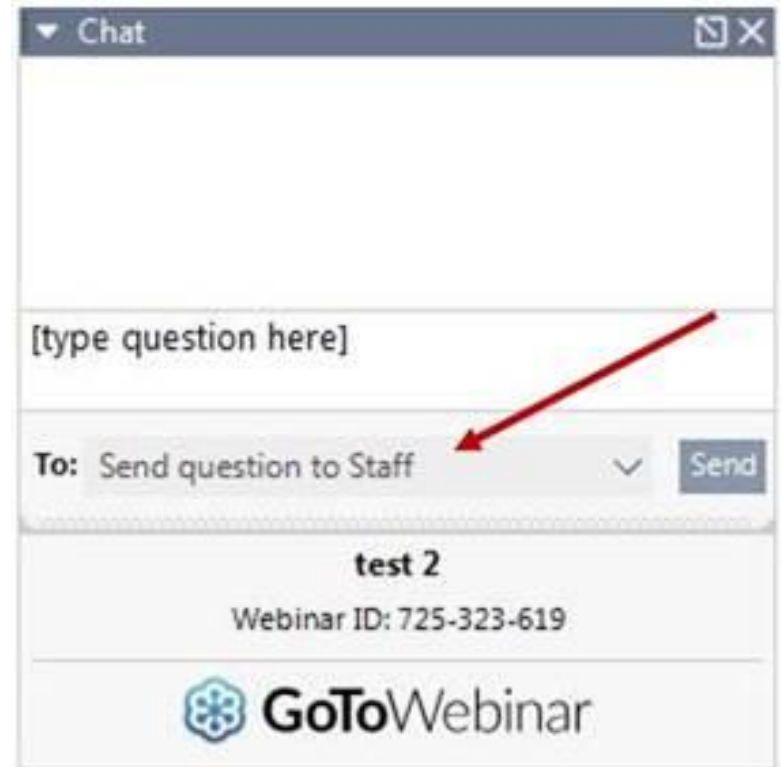 Chat
[type question here]
To: Send question to Staff Send
test 2
Webinar ID: 725-323-619
GoToWebinar